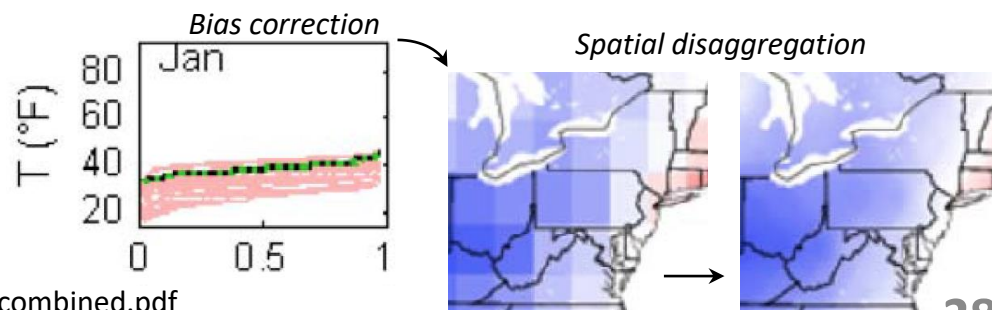 Bias correction
Spatial disaggregation
Jan
80
60
40
20
T (°F)
0 0.5 1
combined.pdf
28